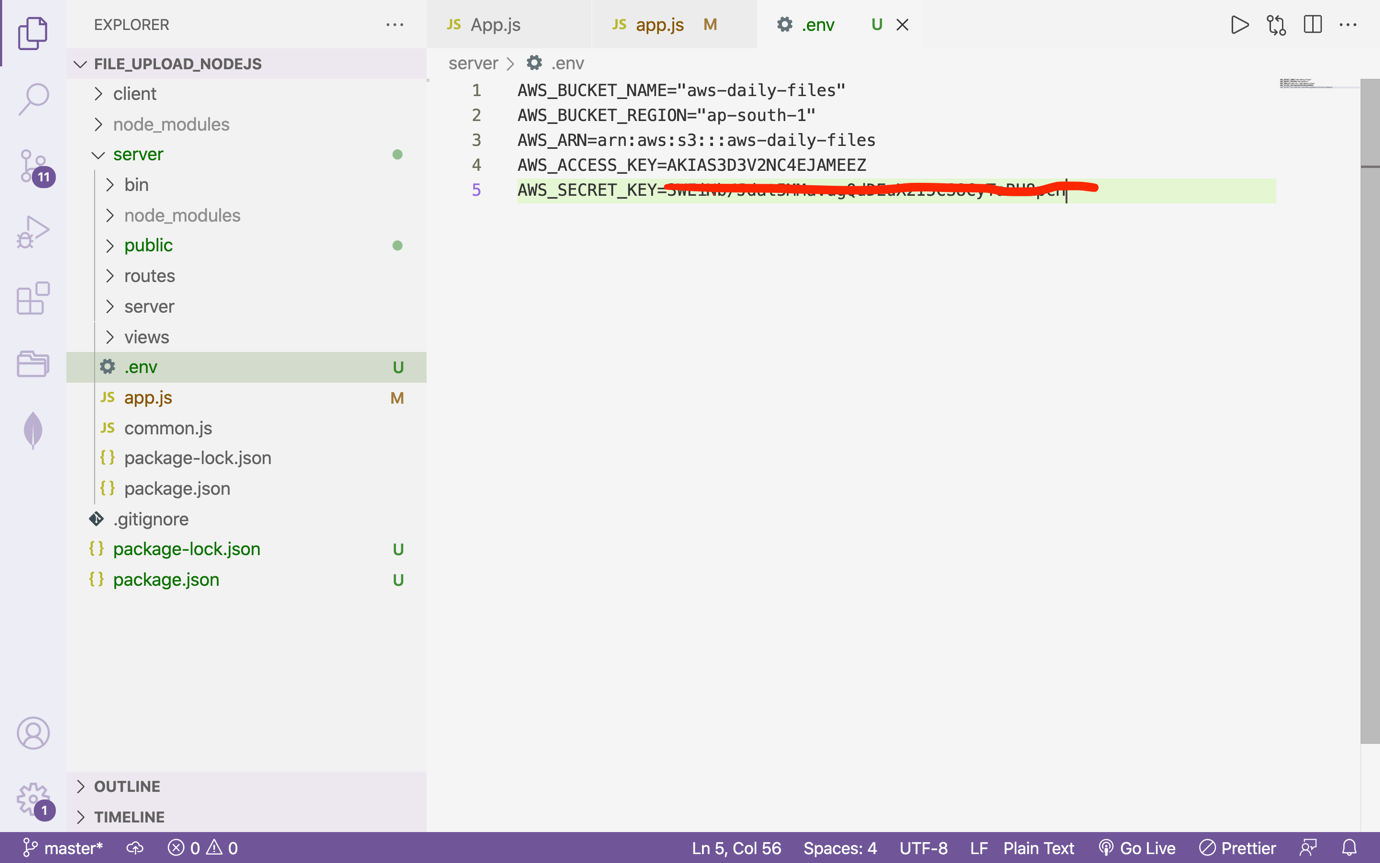 EXPLORER
App.js
app.js M
.env U
FILE_UPLOAD_NODEJS
server > .env
client
node_modules
server
bin
node_modules
public
routes
server
views
.env U
app.js M
common.js
package-lock.json
package.json
.gitignore
package-lock.json U
package.json U
OUTLINE
TIMELINE
11
1
JS
JS
JS
JS
1 AWS_BUCKET_NAME="aws-daily-files"
2 AWS_BUCKET_REGION="ap-south-1"
3 AWS_ARN=arn:aws:s3:::aws-daily-files
4 AWS_ACCESS_KEY=AKIAS3D3V2NC4EJAMEEZ
5 AWS_SECRET_KEY=
master* 0 0
Ln 5, Col 56 Spaces: 4 UTF-8 LF Plain Text Go Live Prettier